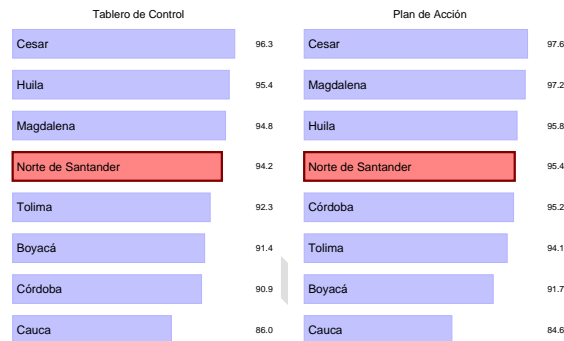 Tablero de Control
Cesar 96.3
Huila 95.4
Magdalena 94.8
Norte de Santander 94.2
Tolima 92.3
Boyacá 91.4
Córdoba 90.9
Cauca 86.0
Plan de Acción
Cesar 97.6
Magdalena 97.2
Huila 95.8
Norte de Santander 95.4
Córdoba 95.2
Tolima 94.1
Boyacá 91.7
Cauca 84.6